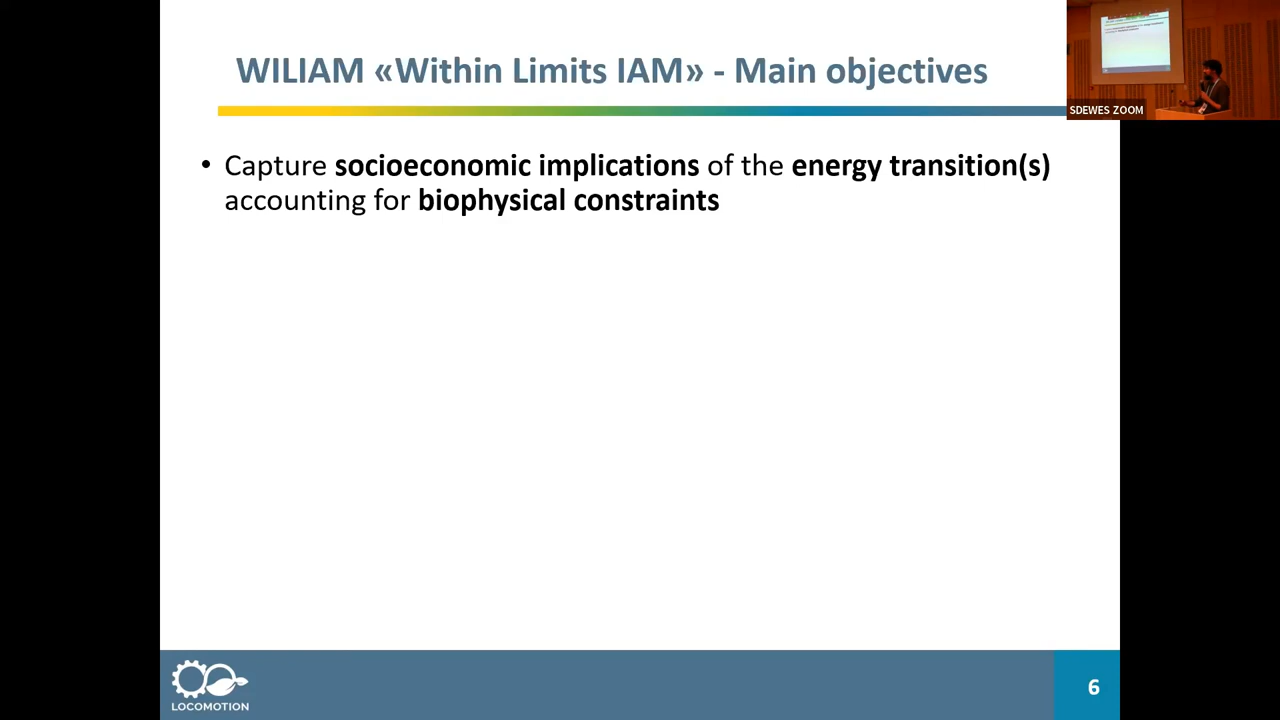 WILIAM «Within Limits IAM» - Main objectives
SDEWES ZOOM
• Capture socioeconomic implications of the energy transition(s)
accounting for biophysical constraints
LOCOMOTION
6